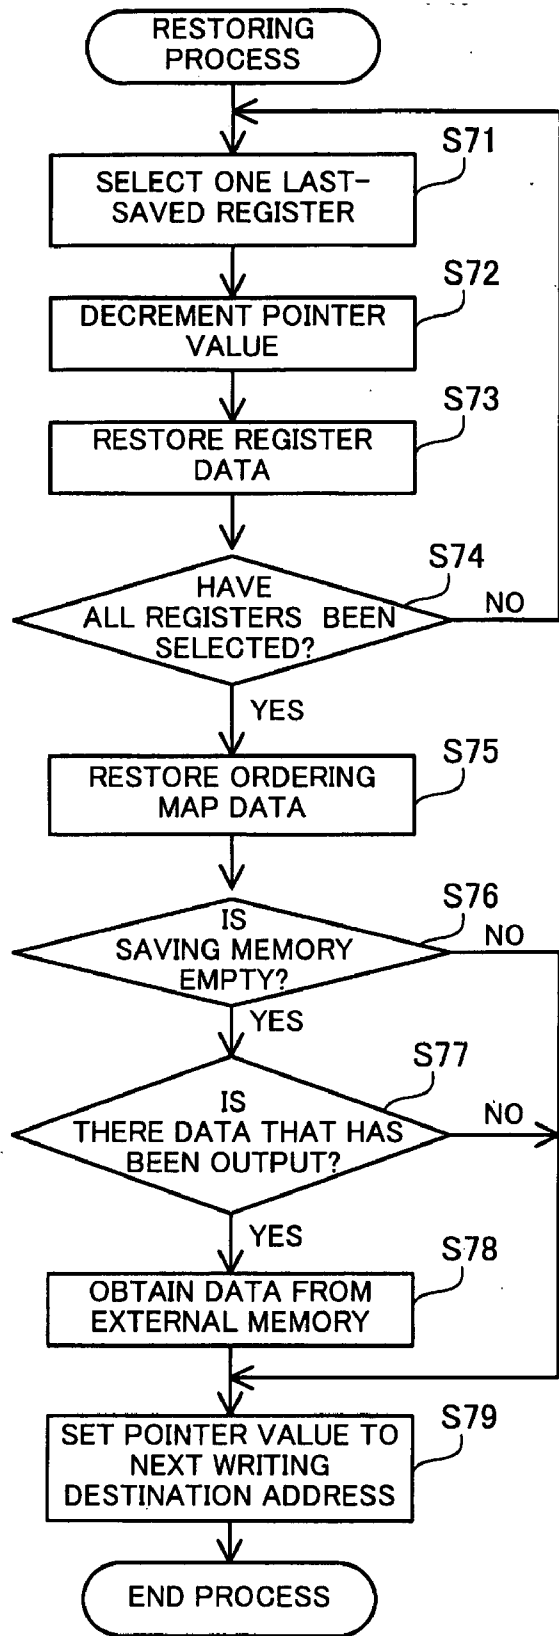 RESTORING
PROCESS
S71
SELECT ONE LAST-
SAVED REGISTER
S72
DECREMENT POINTER
VALUE
S73
RESTORE REGISTER
DATA
S74
HAVE
ALL REGISTERS BEEN
SELECTED?
NO
YES
S75
RESTORE ORDERING
MAP DATA
S76
IS
SAVING MEMORY
EMPTY?
NO
YES
S77
IS
THERE DATA THAT HAS
BEEN OUTPUT?
NO
YES
S78
OBTAIN DATA FROM
EXTERNAL MEMORY
S79
SET POINTER VALUE TO
NEXT WRITING
DESTINATION ADDRESS
END PROCESS